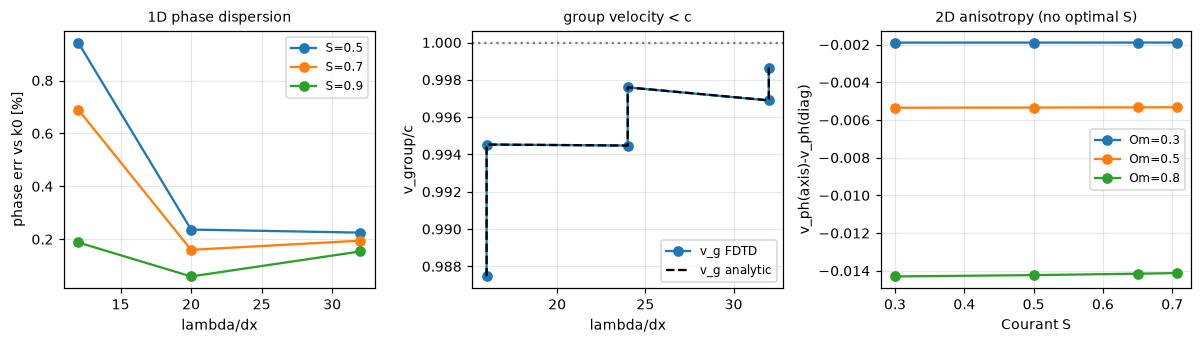 1D phase dispersion
phase err vs k0 [%]
0.8
0.6
0.4
0.2
S=0.5
S=0.7
S=0.9
15
20
25
30
lambda/dx
group velocity < c
v_group/c
1.000
0.998
0.996
0.994
0.992
0.990
0.988
v_g FDTD
v_g analytic
20
25
30
lambda/dx
2D anisotropy (no optimal S)
v_ph(axis)-v_ph(diag)
−0.002
−0.004
−0.006
−0.008
−0.010
−0.012
−0.014
Om=0.3
Om=0.5
Om=0.8
0.3
0.4
0.5
0.6
0.7
Courant S